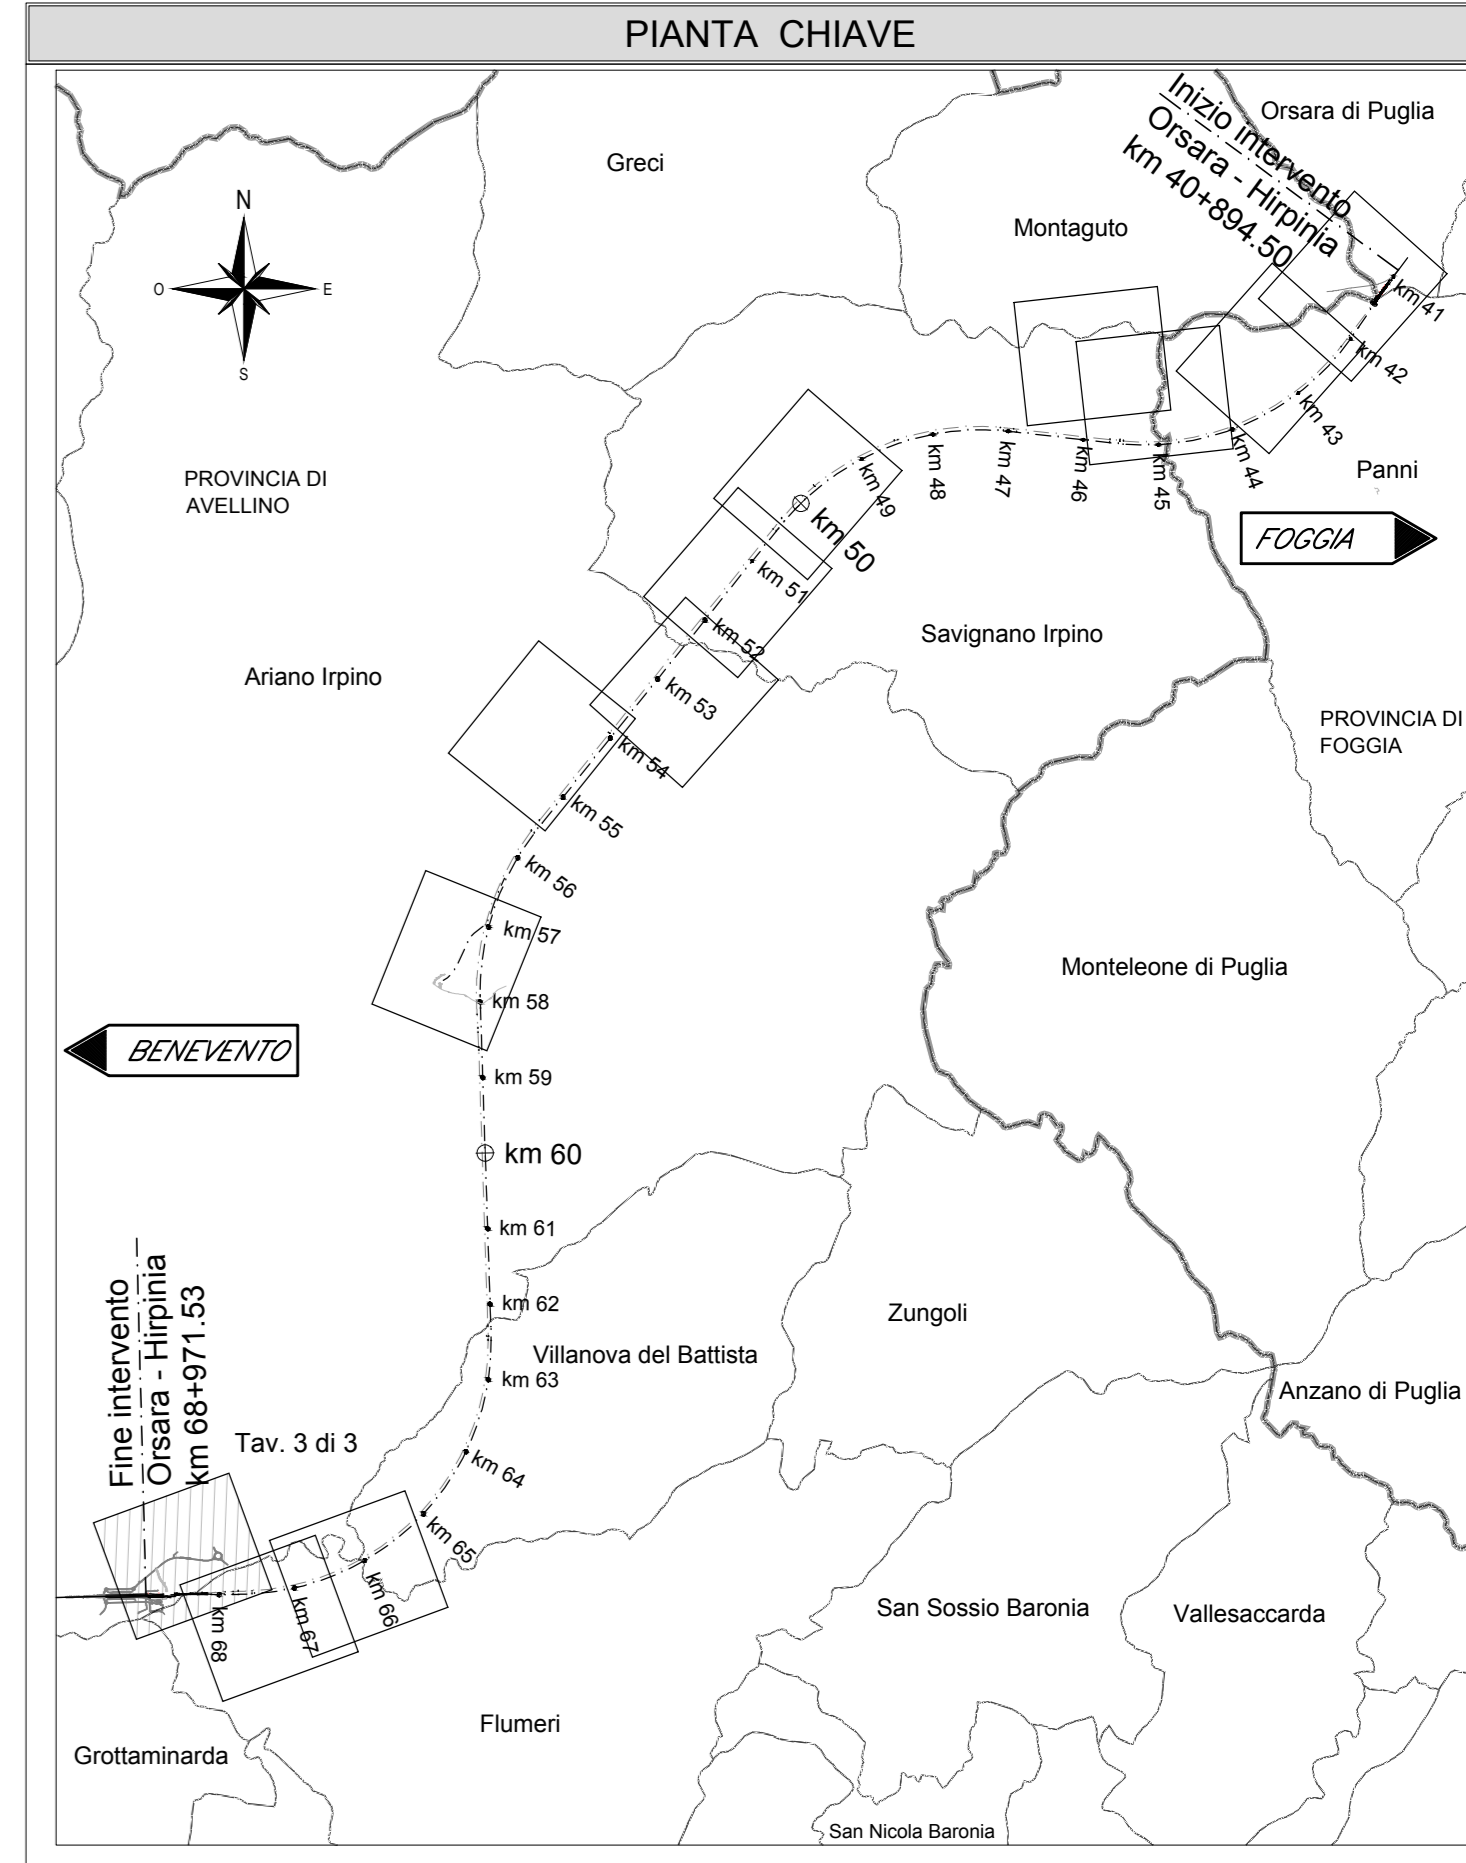 PIANTA CHIAVE
Inizio intervento
Orsara - Hirpinia
km 40+894.50
Orsara di Puglia
Greci
Montaguto
N
O
E
S
km 41
km 42
km 43
km 44
km 45
km 46
km 47
km 48
km 49
km 50
Panni
PROVINCIA DI
AVELLINO
FOGGIA
km 51
km 52
km 53
km 54
km 55
km 56
km 57
km 58
km 59
km 60
km 61
km 62
km 63
km 64
km 65
km 66
km 67
km 68
Savignano Irpino
Ariano Irpino
PROVINCIA DI
FOGGIA
Monteleone di Puglia
BENEVENTO
Fine intervento
Orsara - Hirpinia
km 68+971.53
Tav. 3 di 3
Zungoli
Villanova del Battista
Anzano di Puglia
San Sossio Baronia
Vallesaccarda
Flumeri
Grottaminarda
San Nicola Baronia